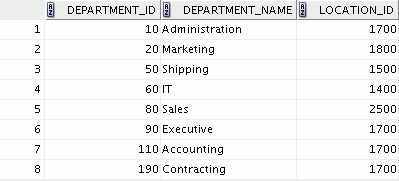 DEPARTMENT_ID DEPARTMENT_NAME LOCATION_ID
1 10 Administration 1700
2 20 Marketing 1800
3 50 Shipping 1500
4 60 IT 1400
5 80 Sales 2500
6 90 Executive 1700
7 110 Accounting 1700
8 190 Contracting 1700